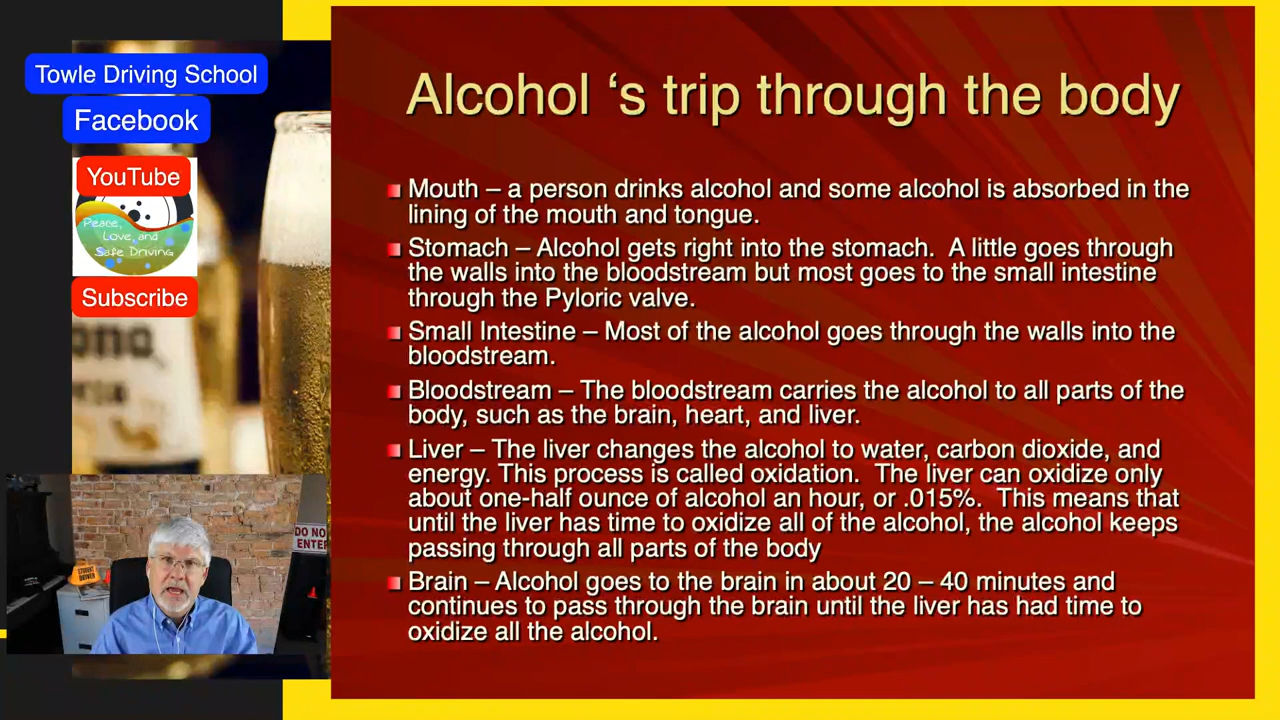 Towle Driving School
Facebook
YouTube
Peace,
Love, and
Safe Driving
Subscribe
DO NO
ENTER
Alcohol ‘s trip through the body
Mouth – a person drinks alcohol and some alcohol is absorbed in the
lining of the mouth and tongue.
Stomach – Alcohol gets right into the stomach.  A little goes through
the walls into the bloodstream but most goes to the small intestine
through the Pyloric valve.
Small Intestine – Most of the alcohol goes through the walls into the
bloodstream.
Bloodstream – The bloodstream carries the alcohol to all parts of the
body, such as the brain, heart, and liver.
Liver – The liver changes the alcohol to water, carbon dioxide, and
energy. This process is called oxidation.  The liver can oxidize only
about one-half ounce of alcohol an hour, or .015%.  This means that
until the liver has time to oxidize all of the alcohol, the alcohol keeps
passing through all parts of the body
Brain – Alcohol goes to the brain in about 20 – 40 minutes and
continues to pass through the brain until the liver has had time to
oxidize all the alcohol.